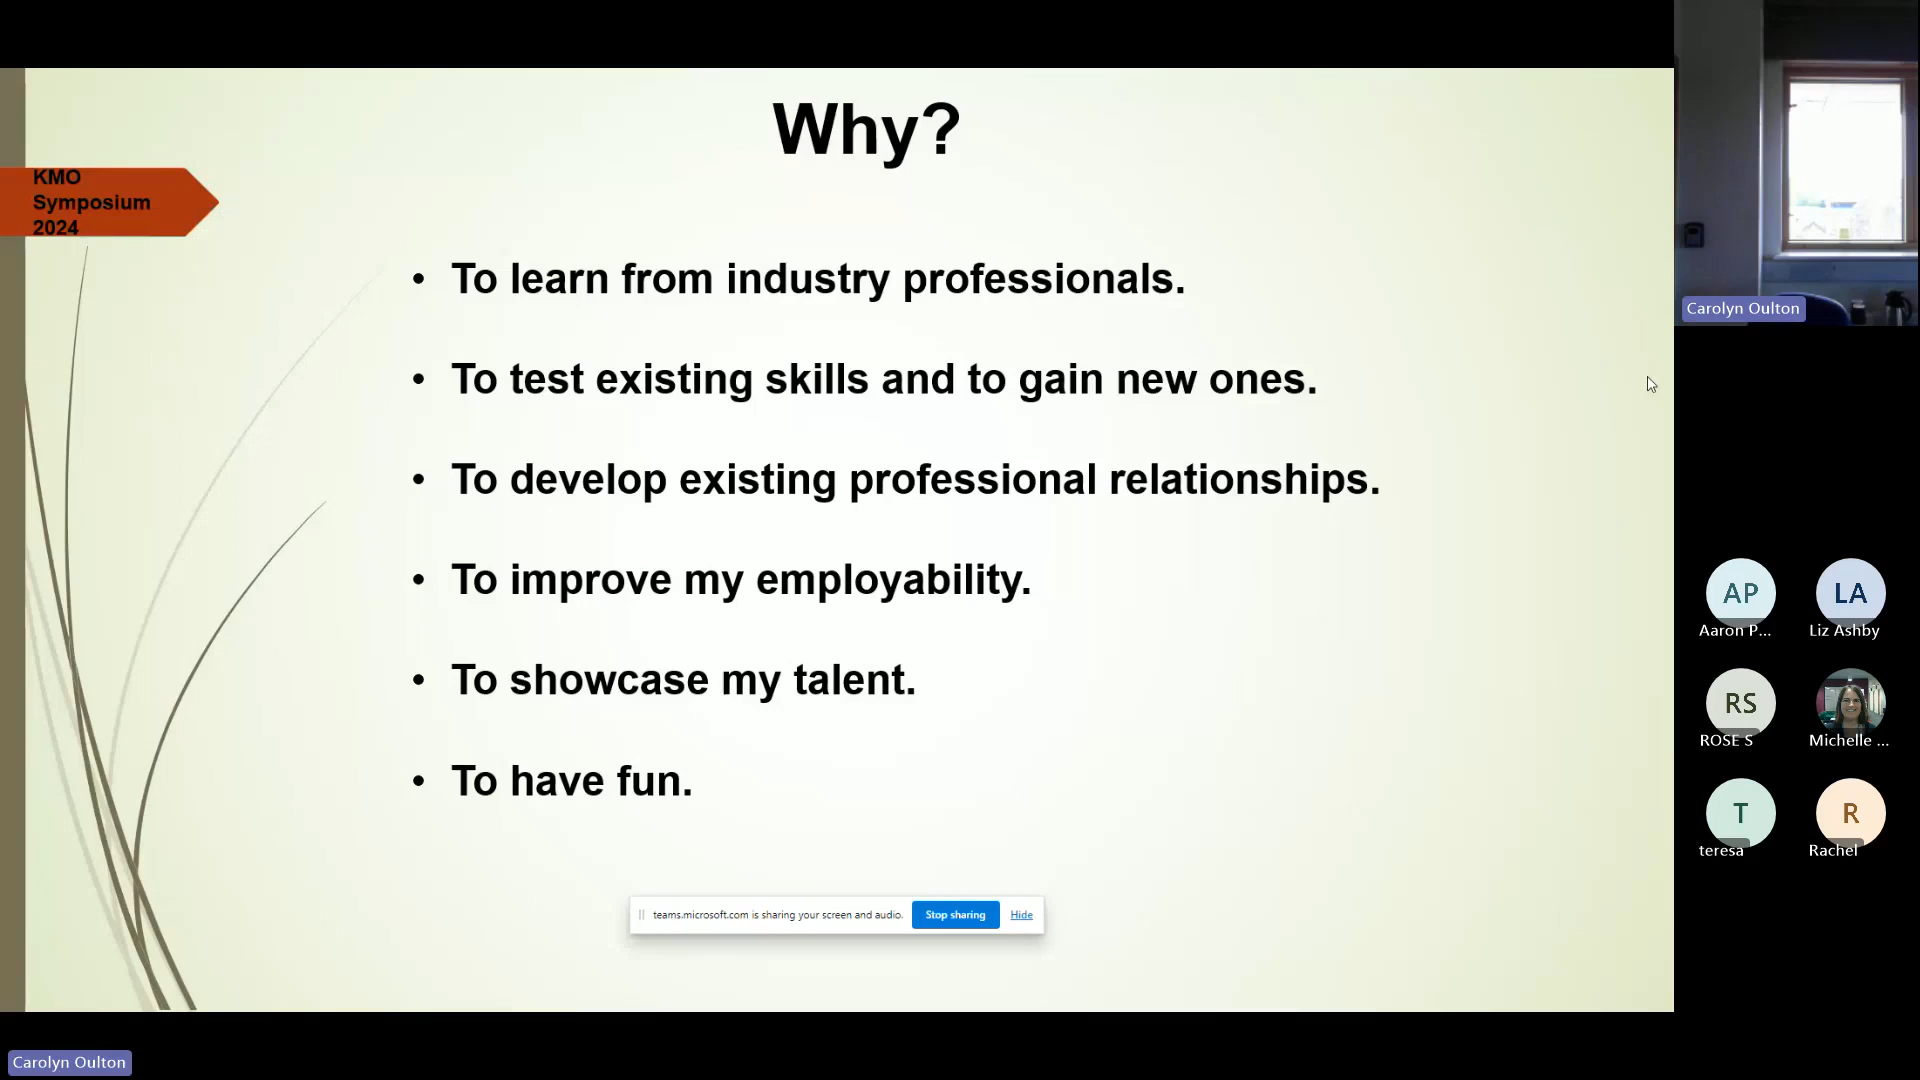 Why?
KMO
Symposium
2024
• To learn from industry professionals.
• To test existing skills and to gain new ones.
• To develop existing professional relationships.
• To improve my employability.
• To showcase my talent.
• To have fun.
teams.microsoft.com is sharing your screen and audio. Stop sharing Hide
Carolyn Oulton
AP LA
Aaron P... Liz Ashby
RS
ROSE S Michelle ...
T R
teresa Rachel
Carolyn Oulton